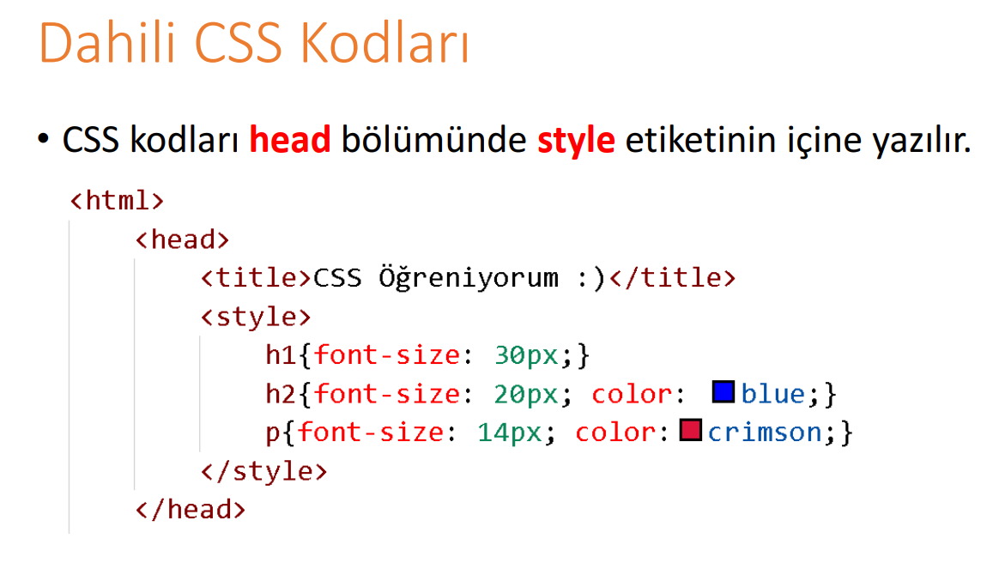 Dahili CSS Kodları
• CSS kodları head bölümünde style etiketinin içine yazılır.
<html>
<head>
<title>CSS Öğreniyorum :)</title>
<style>
h1{font-size: 30px;}
h2{font-size: 20px; color: blue;}
p{font-size: 14px; color: crimson;}
</style>
</head>